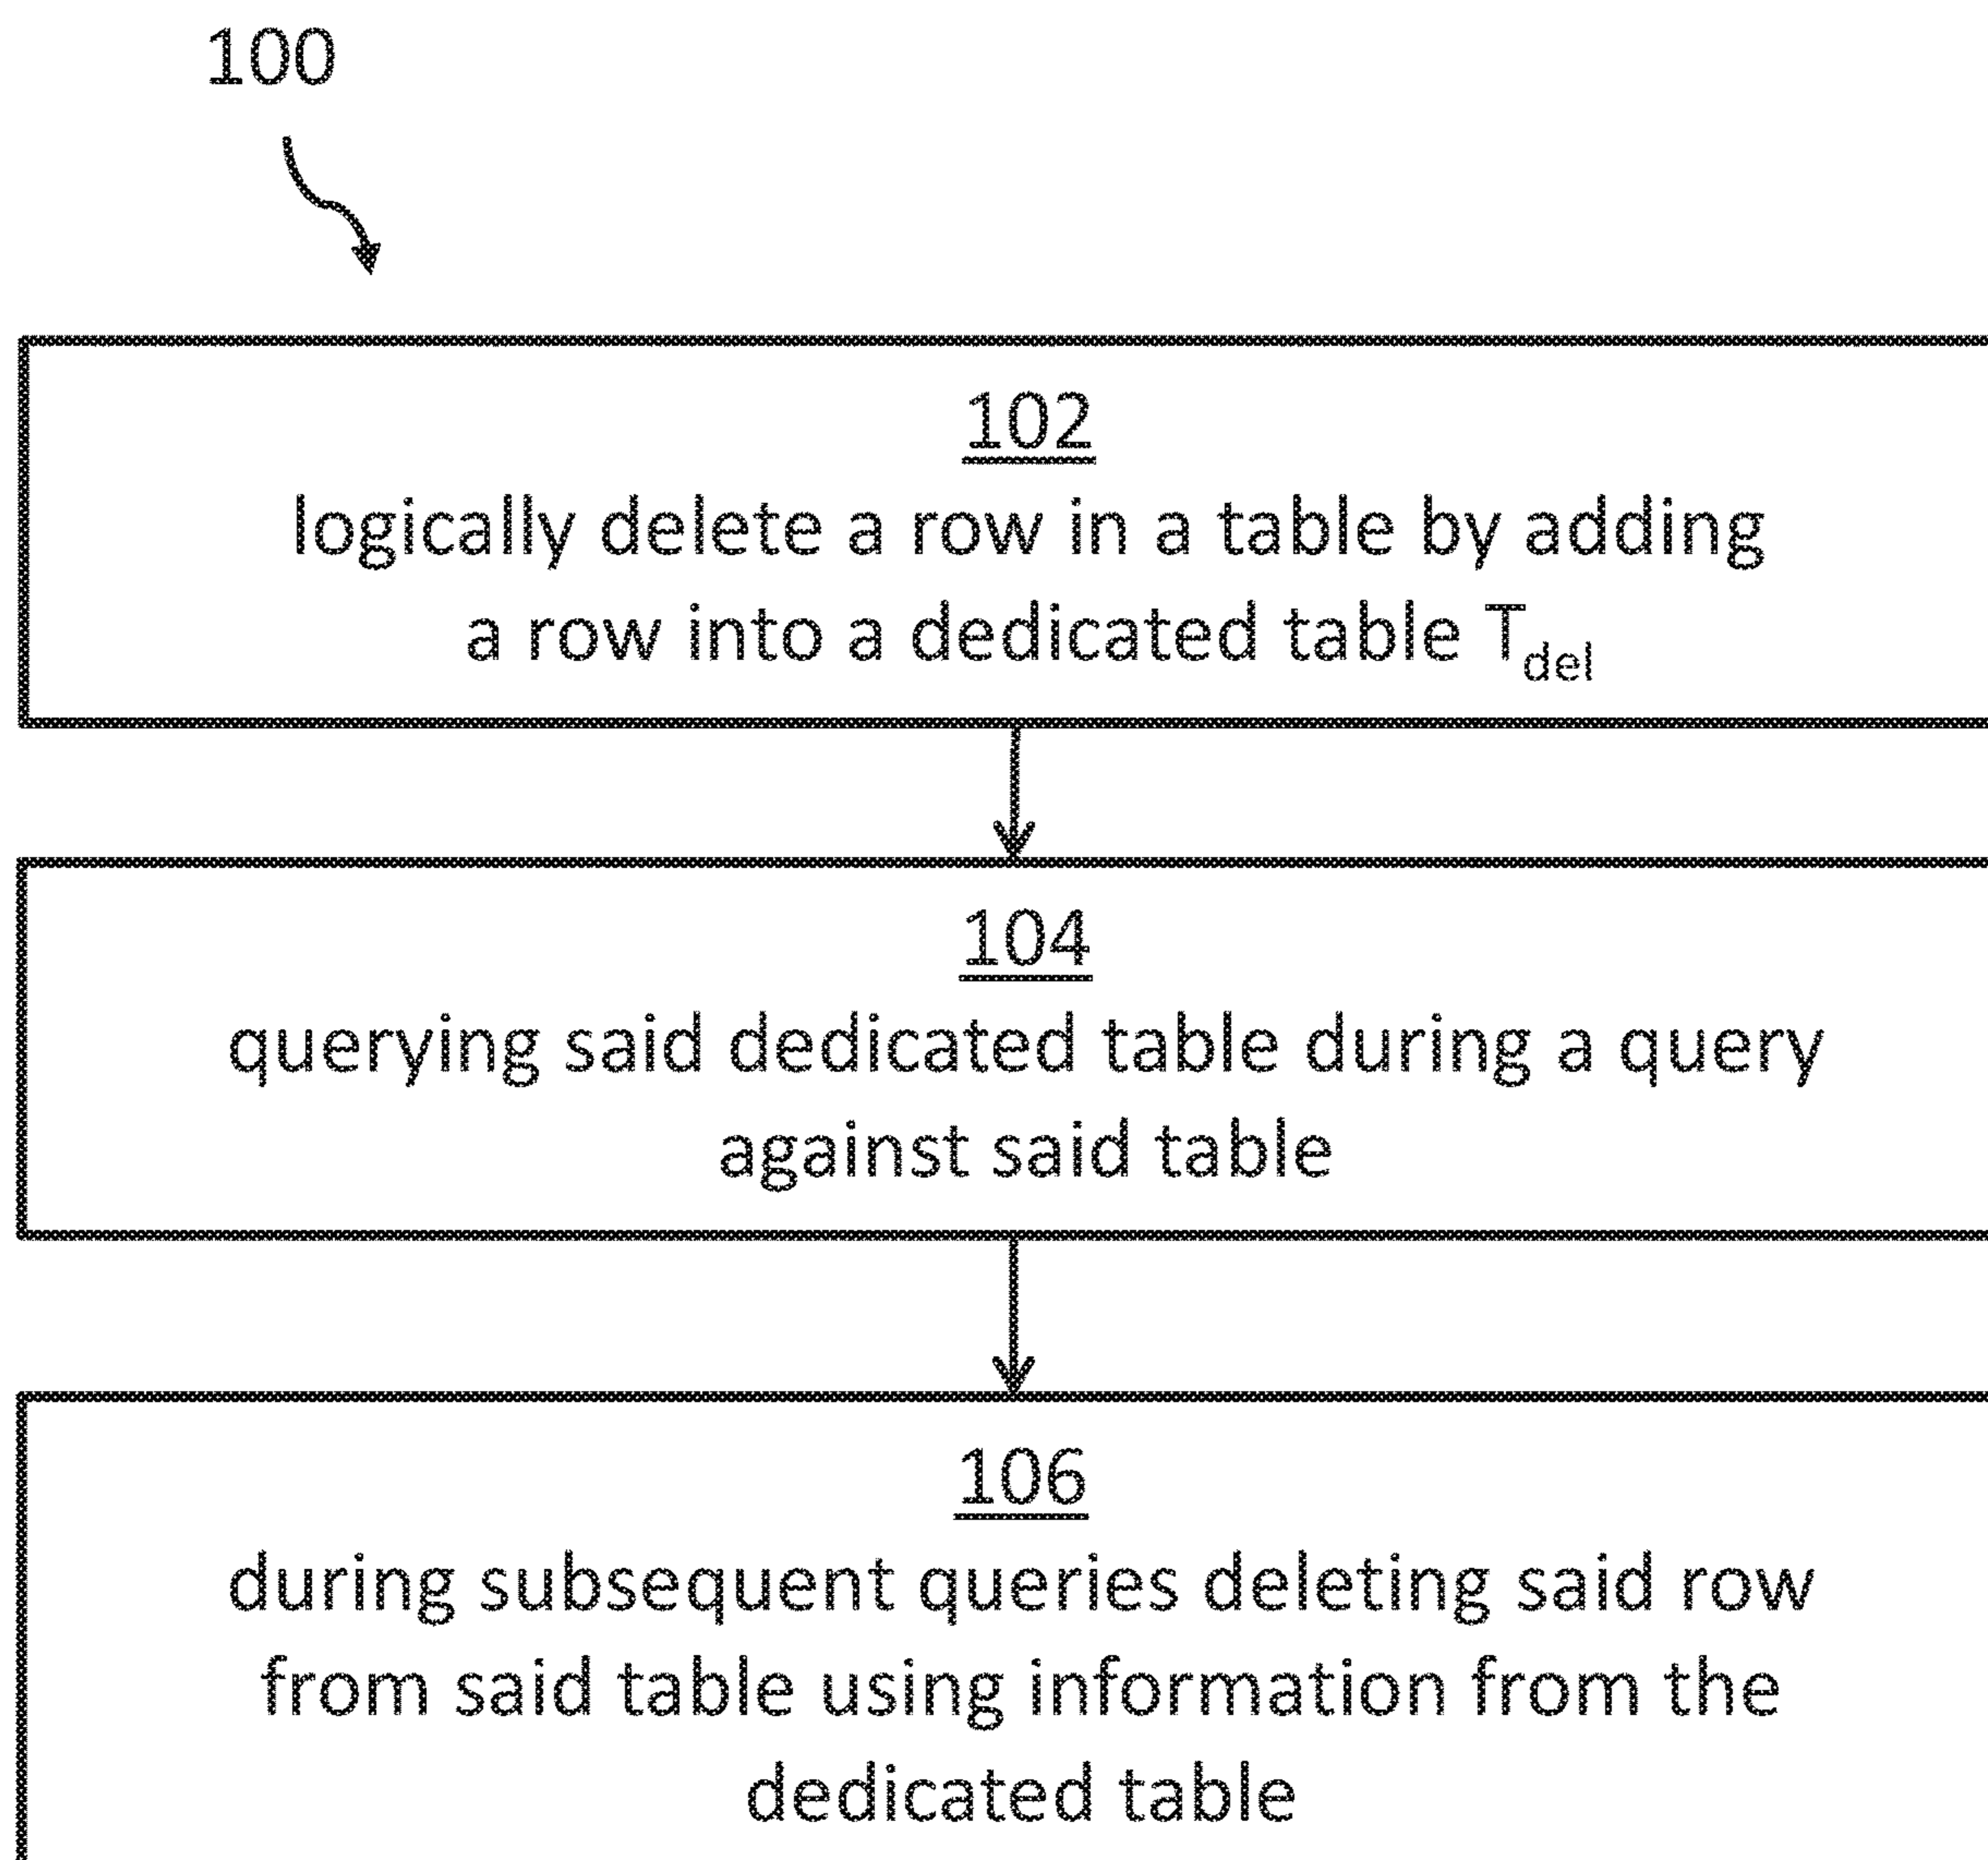 100
102
logically delete a row in a table by adding
a row into a dedicated table T_del
104
querying said dedicated table during a query
against said table
106
during subsequent queries deleting said row
from said table using information from the
dedicated table